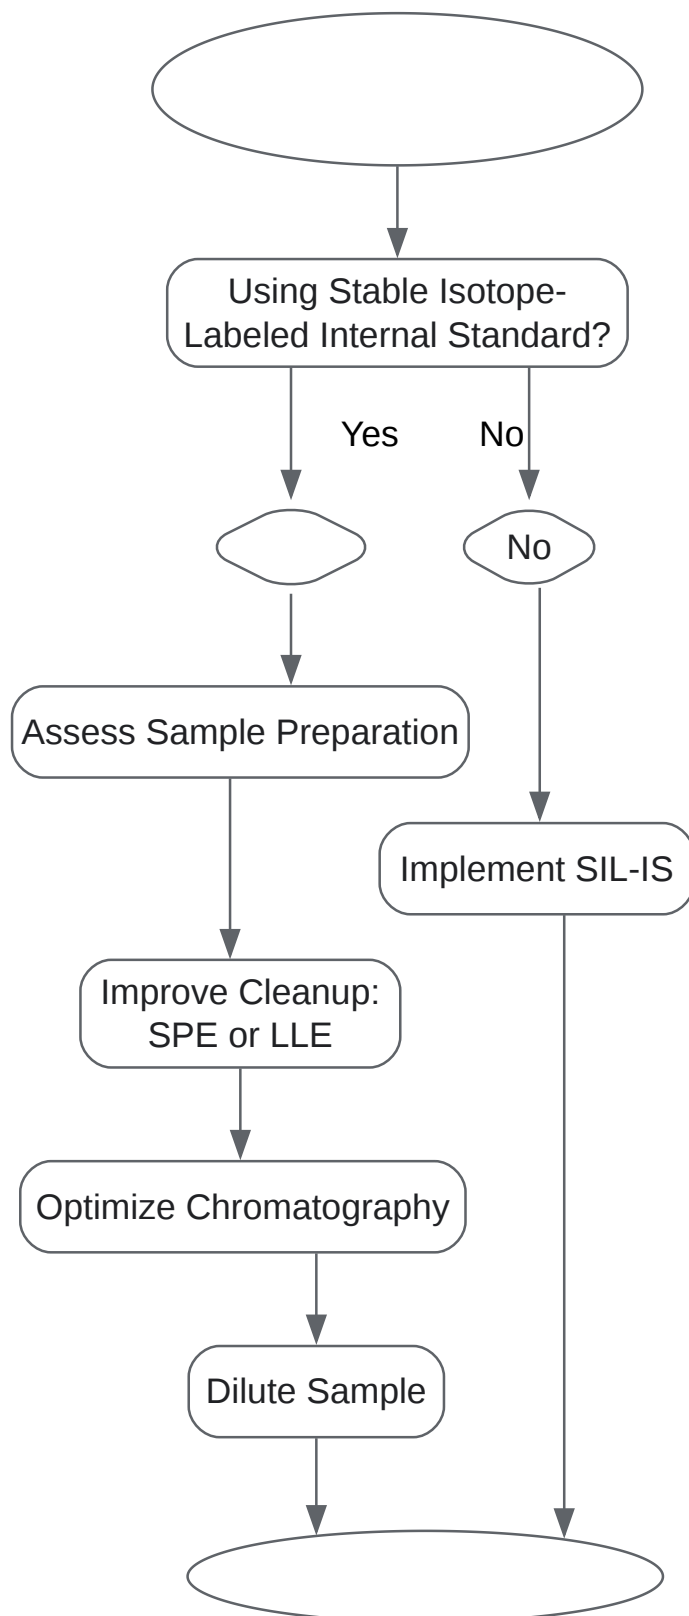 Using Stable Isotope-
Labeled Internal Standard?
Yes
No
No
Assess Sample Preparation
Implement SIL-IS
Improve Cleanup:
SPE or LLE
Optimize Chromatography
Dilute Sample